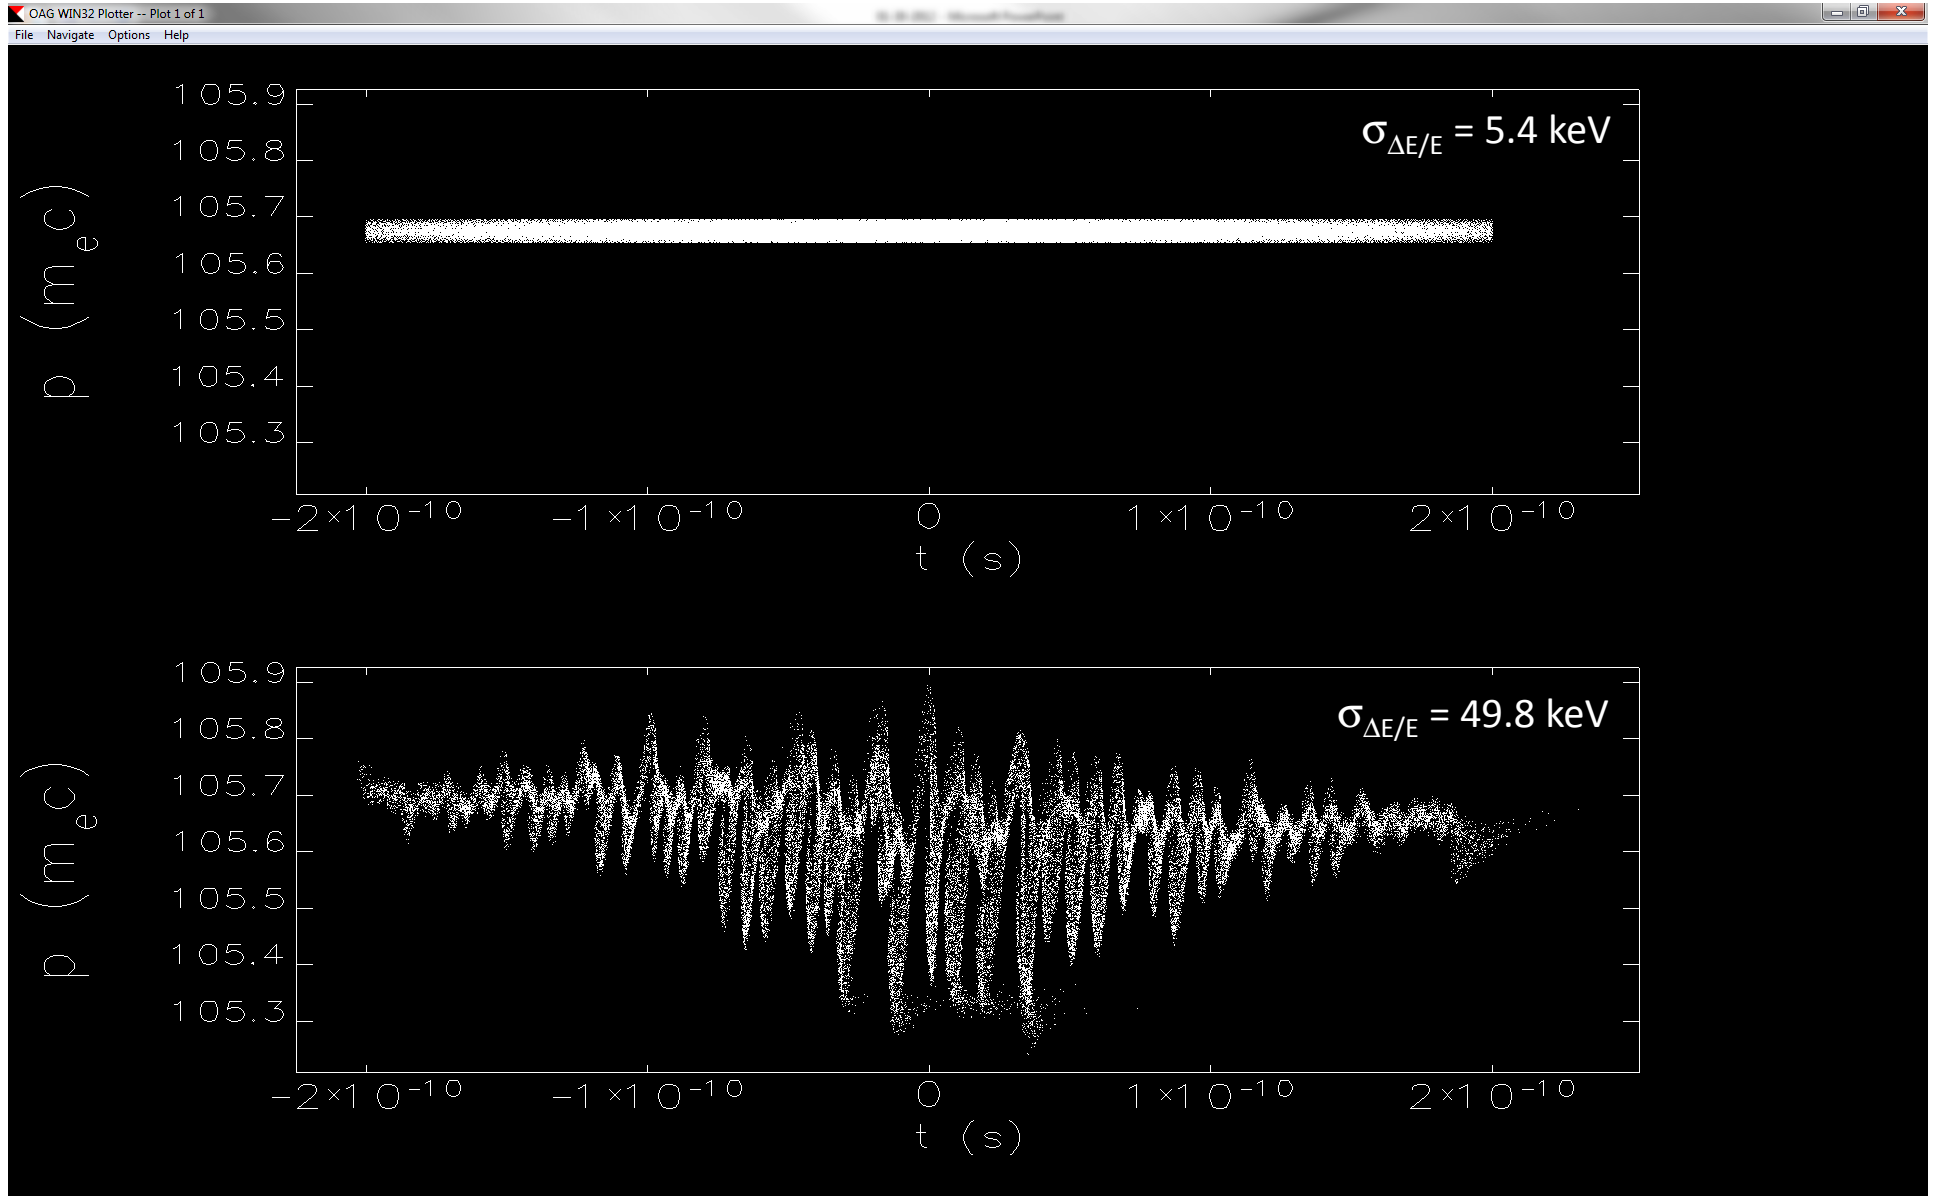 OAG WIN32 Plotter -- Plot 1 of 1
File Navigate Options Help
105.9
105.8
105.7
105.6
105.5
105.4
105.3
p (mₑc)
σΔE/E = 5.4 keV
−2×10⁻¹⁰ −1×10⁻¹⁰ 0 1×10⁻¹⁰ 2×10⁻¹⁰
t (s)
105.9
105.8
105.7
105.6
105.5
105.4
105.3
p (mₑc)
σΔE/E = 49.8 keV
−2×10⁻¹⁰ −1×10⁻¹⁰ 0 1×10⁻¹⁰ 2×10⁻¹⁰
t (s)